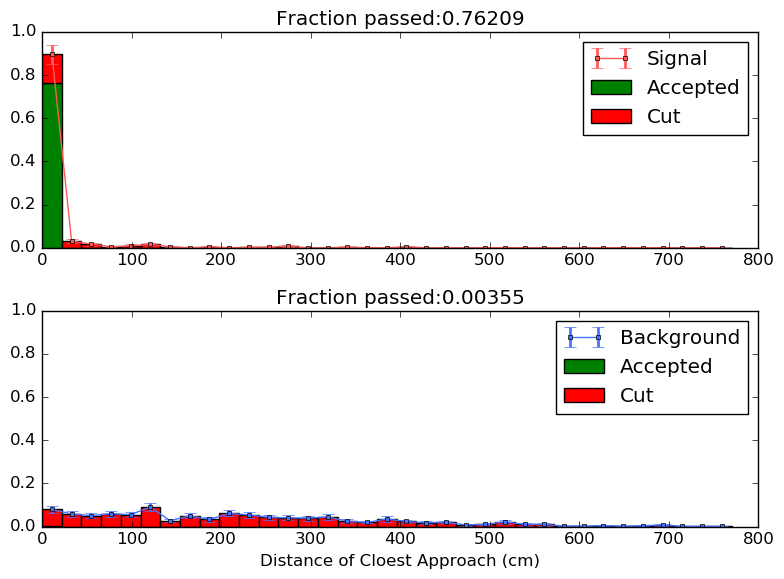 Fraction passed:0.76209
1.0
Signal
0.8
Accepted
Cut
0.6
0.4
0.2
0.0
0 100 200 300 400 500 600 700 800
Fraction passed:0.00355
1.0
Background
0.8
Accepted
Cut
0.6
0.4
0.2
0.0
0 100 200 300 400 500 600 700 800
Distance of Cloest Approach (cm)